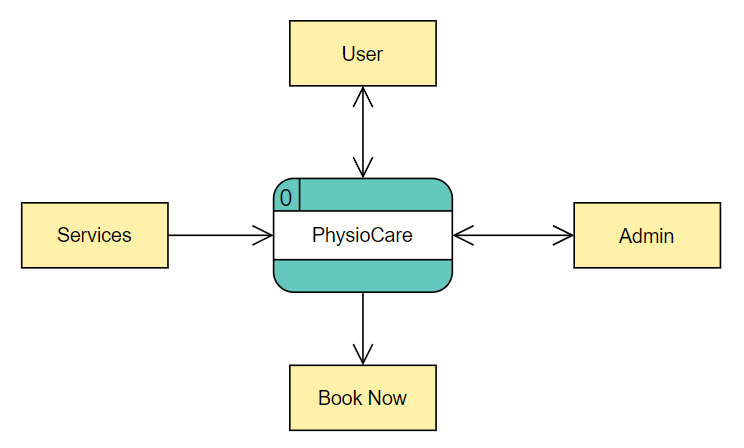 User
0
Services
PhysioCare
Admin
Book Now